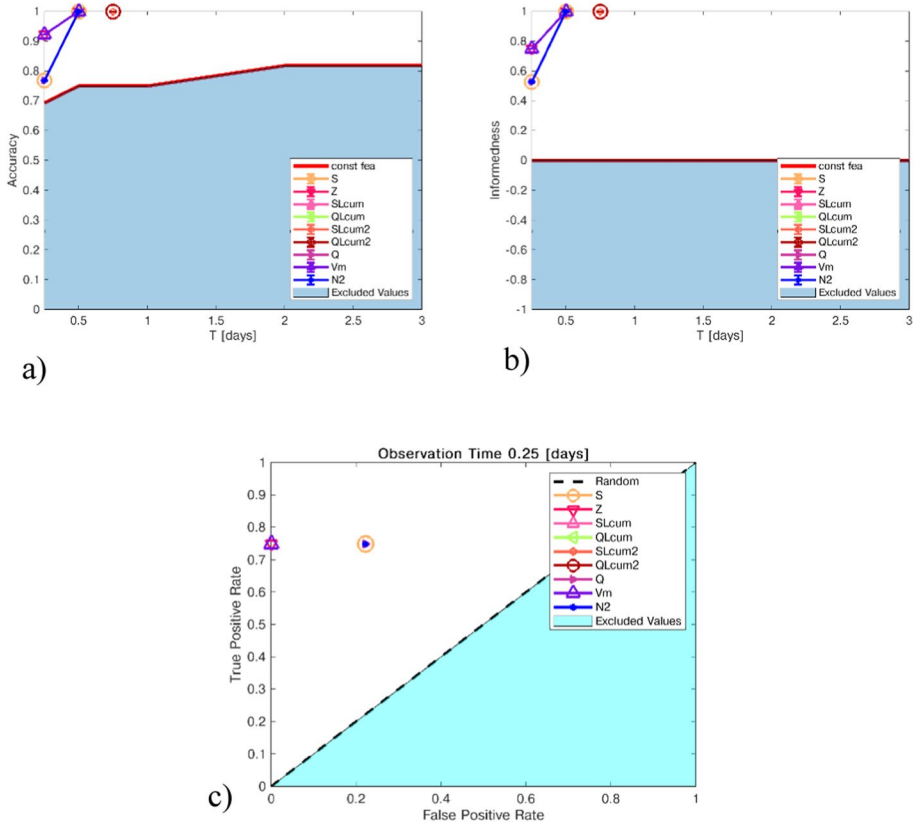 1
0.9
0.8
0.7
0.6
0.5
0.4
0.3
0.2
0.1
0
Accuracy
0.5 1 1.5 2 2.5 3
T [days]
const fea
S
Z
SLcum
QLcum
SLcum2
QLcum2
Q
Vm
N2
Excluded Values
a)
1
0.8
0.6
0.4
0.2
0
-0.2
-0.4
-0.6
-0.8
-1
Informedness
0.5 1 1.5 2 2.5 3
T [days]
const fea
S
Z
SLcum
QLcum
SLcum2
QLcum2
Q
Vm
N2
Excluded Values
b)
Observation Time 0.25 [days]
1
0.9
0.8
0.7
0.6
0.5
0.4
0.3
0.2
0.1
0
True Positive Rate
0 0.2 0.4 0.6 0.8 1
False Positive Rate
Random
S
Z
SLcum
QLcum
SLcum2
QLcum2
Q
Vm
N2
Excluded Values
c)